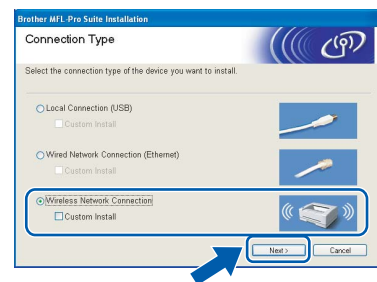 Brother MFL-Pro Suite Installation
Connection Type
Select the connection type of the device you want to install.
Local Connection (USB)
Custom Install
Wired Network Connection (Ethernet)
Custom Install
Wireless Network Connection
Custom Install
Next >
Cancel